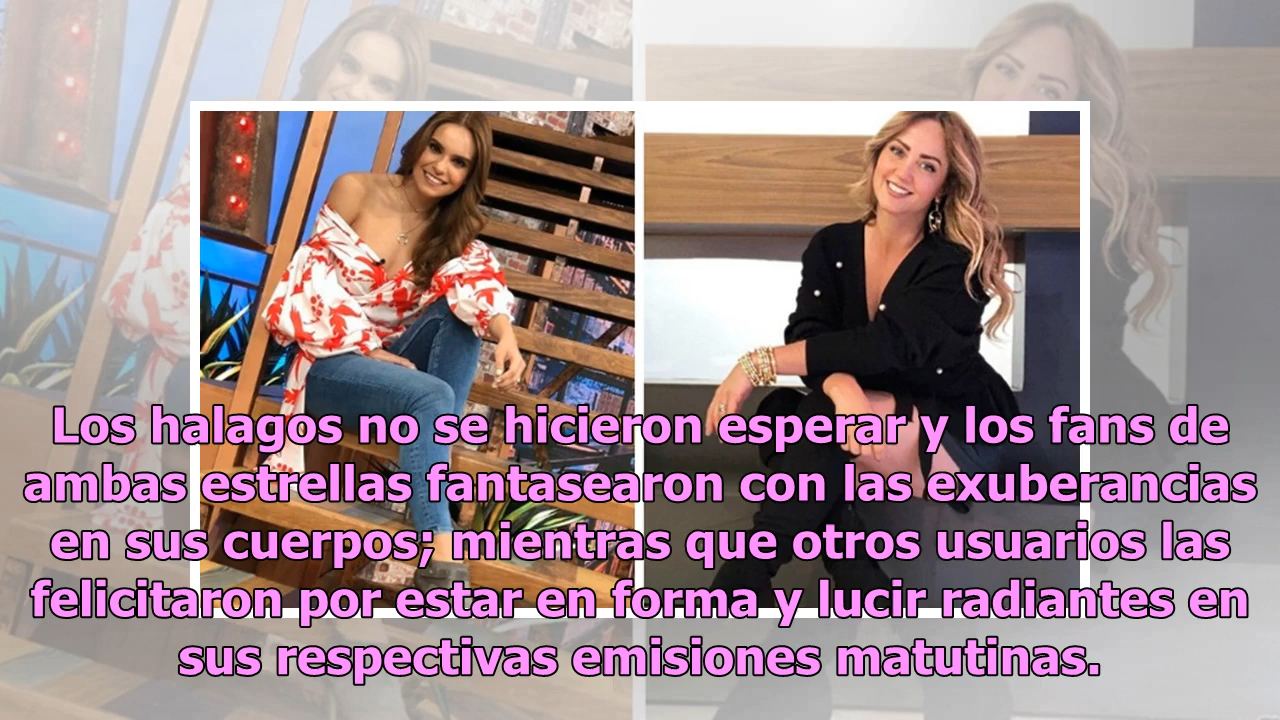 Los halagos no se hicieron esperar y los fans de
ambas estrellas fantasearon con las exuberancias
en sus cuerpos; mientras que otros usuarios las
felicitaron por estar en forma y lucir radiantes en
sus respectivas emisiones matutinas.